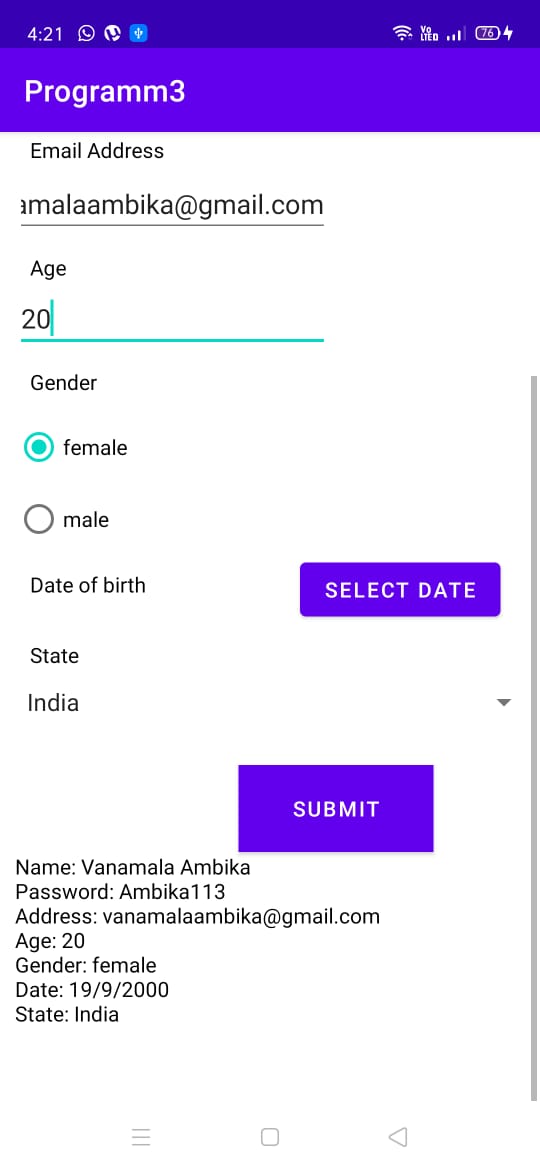 4:21
Vo LTED
76
Programm3
Email Address
amalaambika@gmail.com
Age
20
Gender
female
male
Date of birth
SELECT DATE
State
India
SUBMIT
Name: Vanamala Ambika
Password: Ambika113
Address: vanamalaambika@gmail.com
Age: 20
Gender: female
Date: 19/9/2000
State: India